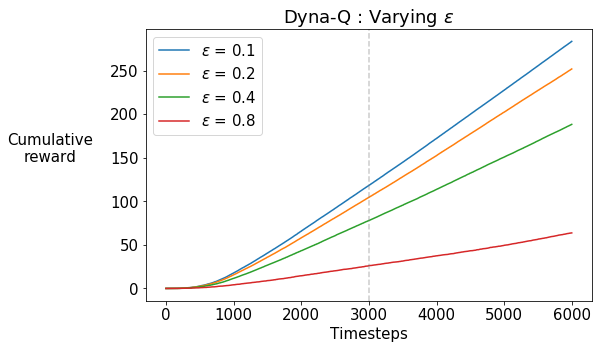 Dyna-Q : Varying ε
ε = 0.1
ε = 0.2
ε = 0.4
ε = 0.8
Cumulative
reward
250
200
150
100
50
0
0 1000 2000 3000 4000 5000 6000
Timesteps